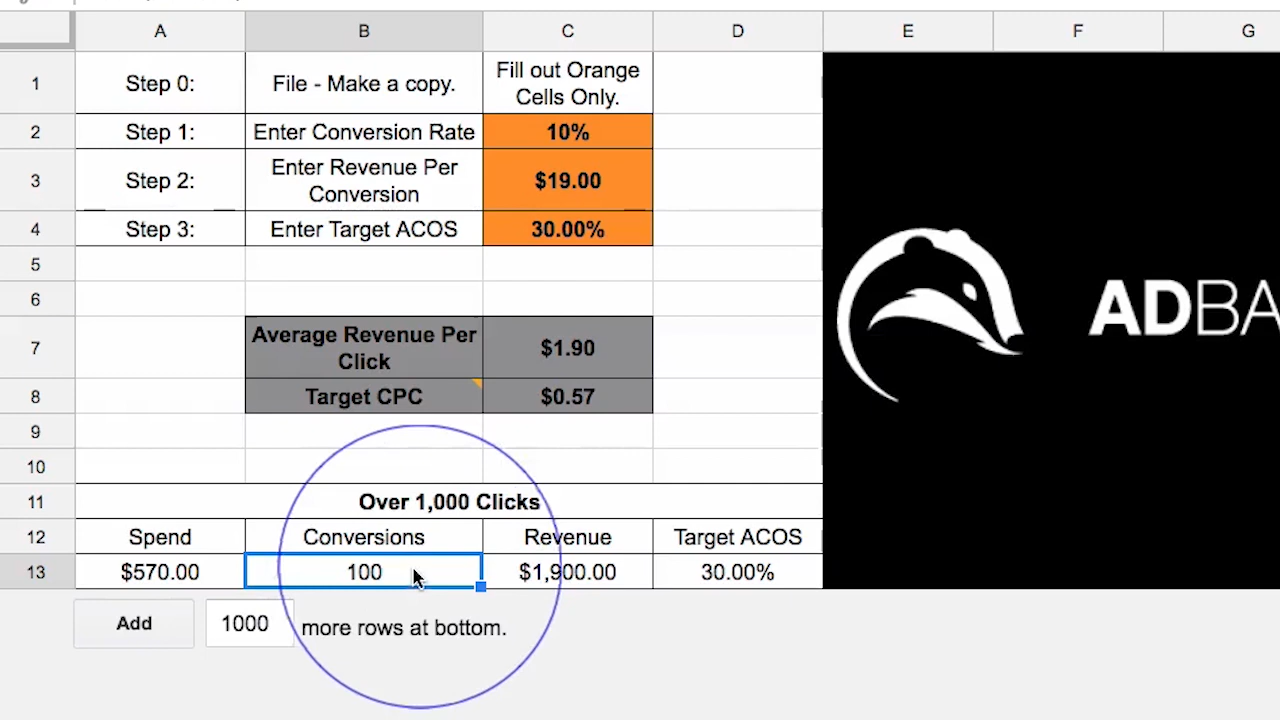 A B C D E F G
1 Step 0: File - Make a copy. Fill out Orange
Cells Only.
2 Step 1: Enter Conversion Rate 10%
3 Step 2: Enter Revenue Per
Conversion $19.00
4 Step 3: Enter Target ACOS 30.00%
5
6
7 Average Revenue Per
Click $1.90
8 Target CPC $0.57
9
10
11 Over 1,000 Clicks
12 Spend Conversions Revenue Target ACOS
13 $570.00 100 $1,900.00 30.00%
Add 1000 more rows at bottom.
ADBA